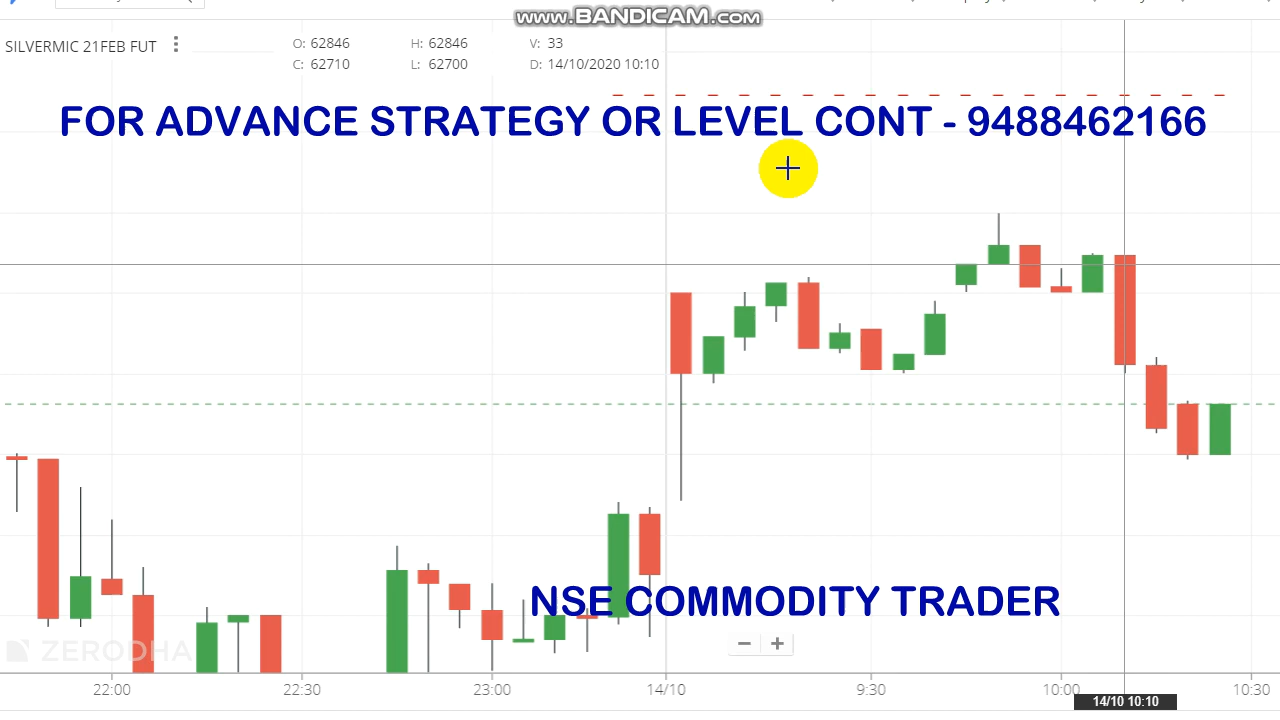 www.BANDICAM.com
SILVERMIC 21FEB FUT
O: 62846 H: 62846 V: 33
C: 62710 L: 62700 D: 14/10/2020 10:10
FOR ADVANCE STRATEGY OR LEVEL CONT - 9488462166
NSE COMMODITY TRADER
ZERODHA
22:00 22:30 23:00 14/10 9:30 10:00 10:30
14/10 10:10